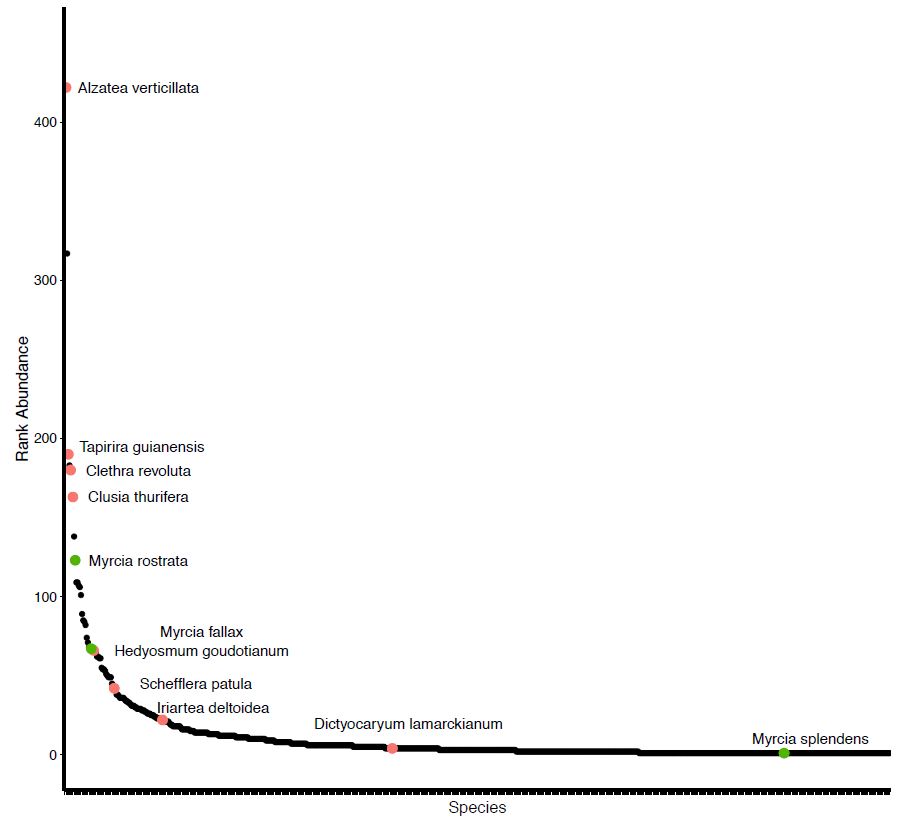 Alzatea verticillata
400
300
Rank Abundance
200
Tapirira guianensis
Clethra revoluta
Clusia thurifera
Myrcia rostrata
100
Myrcia fallax
Hedyosmum goudotianum
Schefflera patula
Iriartea deltoidea
Dictyocaryum lamarckianum
Myrcia splendens
0
Species